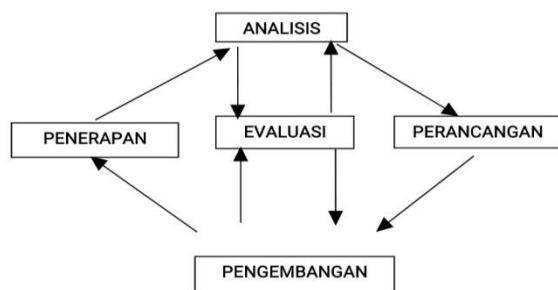 ANALISIS
PENERAPAN
EVALUASI
PERANCANGAN
PENGEMBANGAN